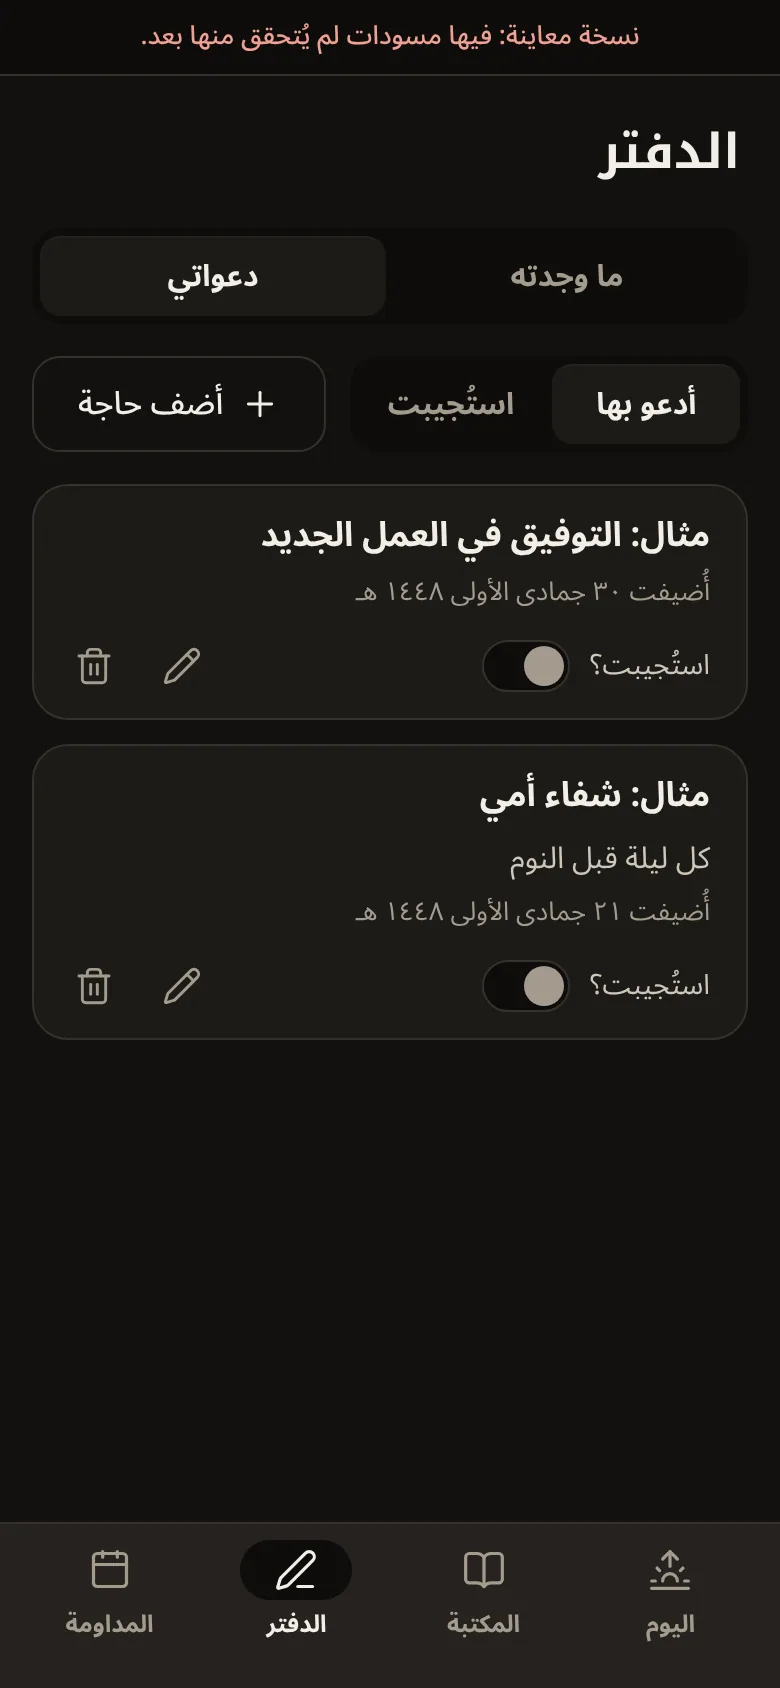 نسخة معاينة: فيها مسودات لم يُتحقق منها بعد.
الدفتر
ما وجدته
دعواتي
أدعو بها
استُجيبت
أضف حاجة
مثال: التوفيق في العمل الجديد
أُضيفت ٣٠ جمادى الأولى ١٤٤٨ هـ
استُجيبت؟
مثال: شفاء أمي
كل ليلة قبل النوم
أُضيفت ٢١ جمادى الأولى ١٤٤٨ هـ
استُجيبت؟
اليوم
المكتبة
الدفتر
المداومة